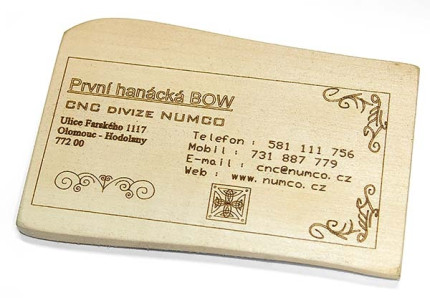 První hanácká BOW
CNC DIVIZE NUMCO
Ulice Farského 1117
Olomouc - Hodolany
772 00
Telefon: 581 111 756
Mobil: 731 887 779
E-mail: cnc@numco.cz
Web: www.numco.cz